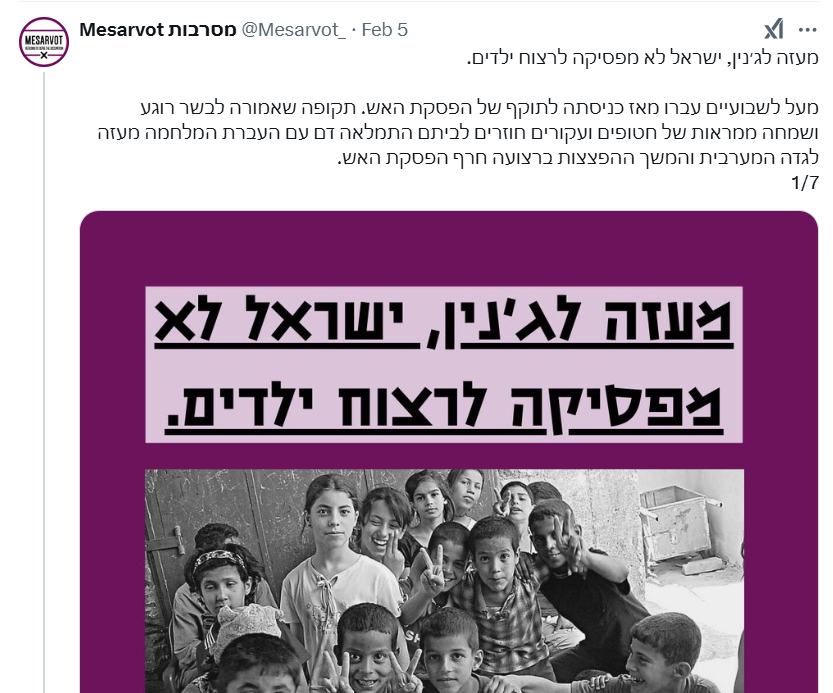 Mesarvot מסרבות @Mesarvot_ · Feb 5
MESARVOT
מעזה לג׳נין, ישראל לא מפסיקה לרצוח ילדים.
מעל לשבועיים עברו מאז כניסתה לתוקף של הפסקת האש. תקופה שאמורה לבשר רוגע
ושמחה ממראות של חטופים ועקורים חוזרים לביתם התמלאה דם עם העברת המלחמה מעזה
לגדה המערבית והמשך ההפצצות ברצועה חרף הפסקת האש.
1/7
מעזה לג׳נין, ישראל לא
מפסיקה לרצוח ילדים.